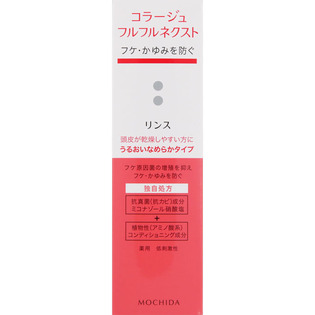 コラージュ
フルフルネクスト
フケ・かゆみを防ぐ
リンス
頭皮が乾燥しやすい方に
うるおいなめらかタイプ
フケ原因菌の増殖を抑え
フケ・かゆみを防ぐ
独自処方
抗真菌(抗カビ)成分
ミコナゾール硝酸塩
+
植物性(アミノ酸系)
コンディショニング成分
薬用 低刺激性
MOCHIDA